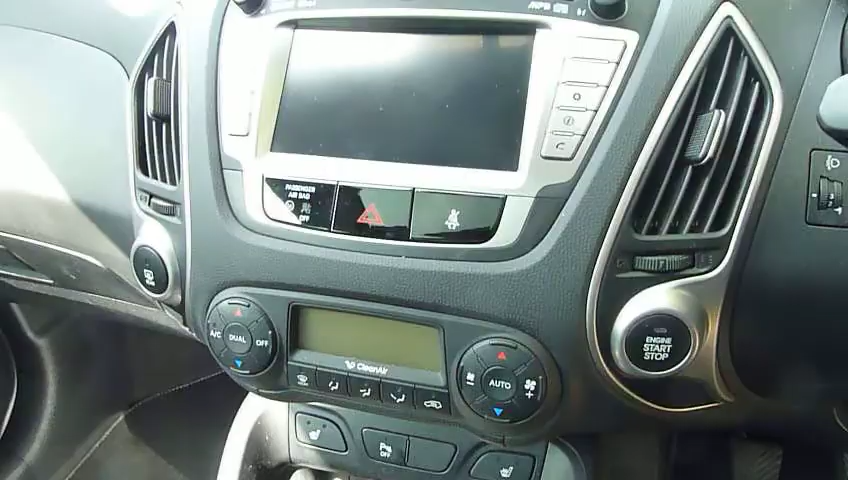 PASSENGER
AIR BAG
OFF
ENGINE
START
STOP
A/C
DUAL
OFF
CleanAir
AUTO
P
OFF